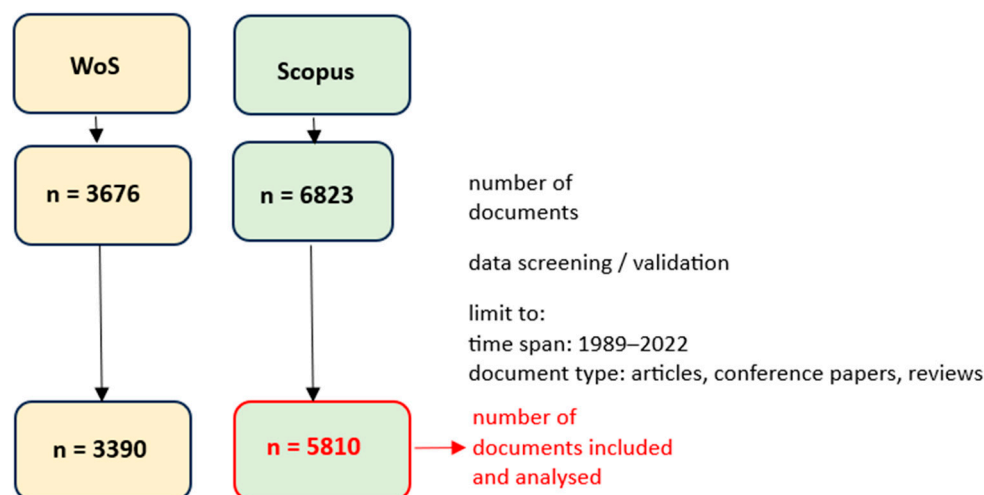 WoS
Scopus
n = 3676
n = 6823
number of
documents
data screening / validation
limit to:
time span: 1989–2022
document type: articles, conference papers, reviews
n = 3390
n = 5810
number of
documents included
and analysed